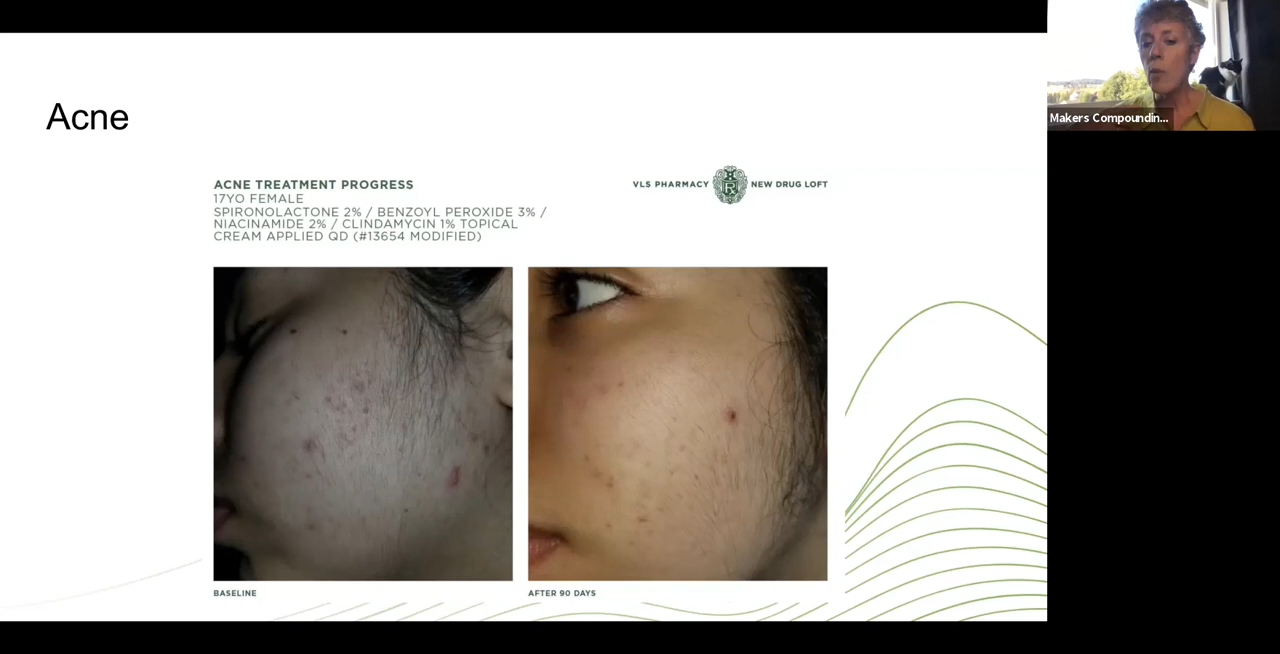 Acne
ACNE TREATMENT PROGRESS
17YO FEMALE
SPIRONOLACTONE 2% / BENZOYL PEROXIDE 3% /
NIACINAMIDE 2% / CLINDAMYCIN 1% TOPICAL
CREAM APPLIED QD (#13654 MODIFIED)
VLS PHARMACY NEW DRUG LOFT
BASELINE
AFTER 90 DAYS
Makers Compoundin...